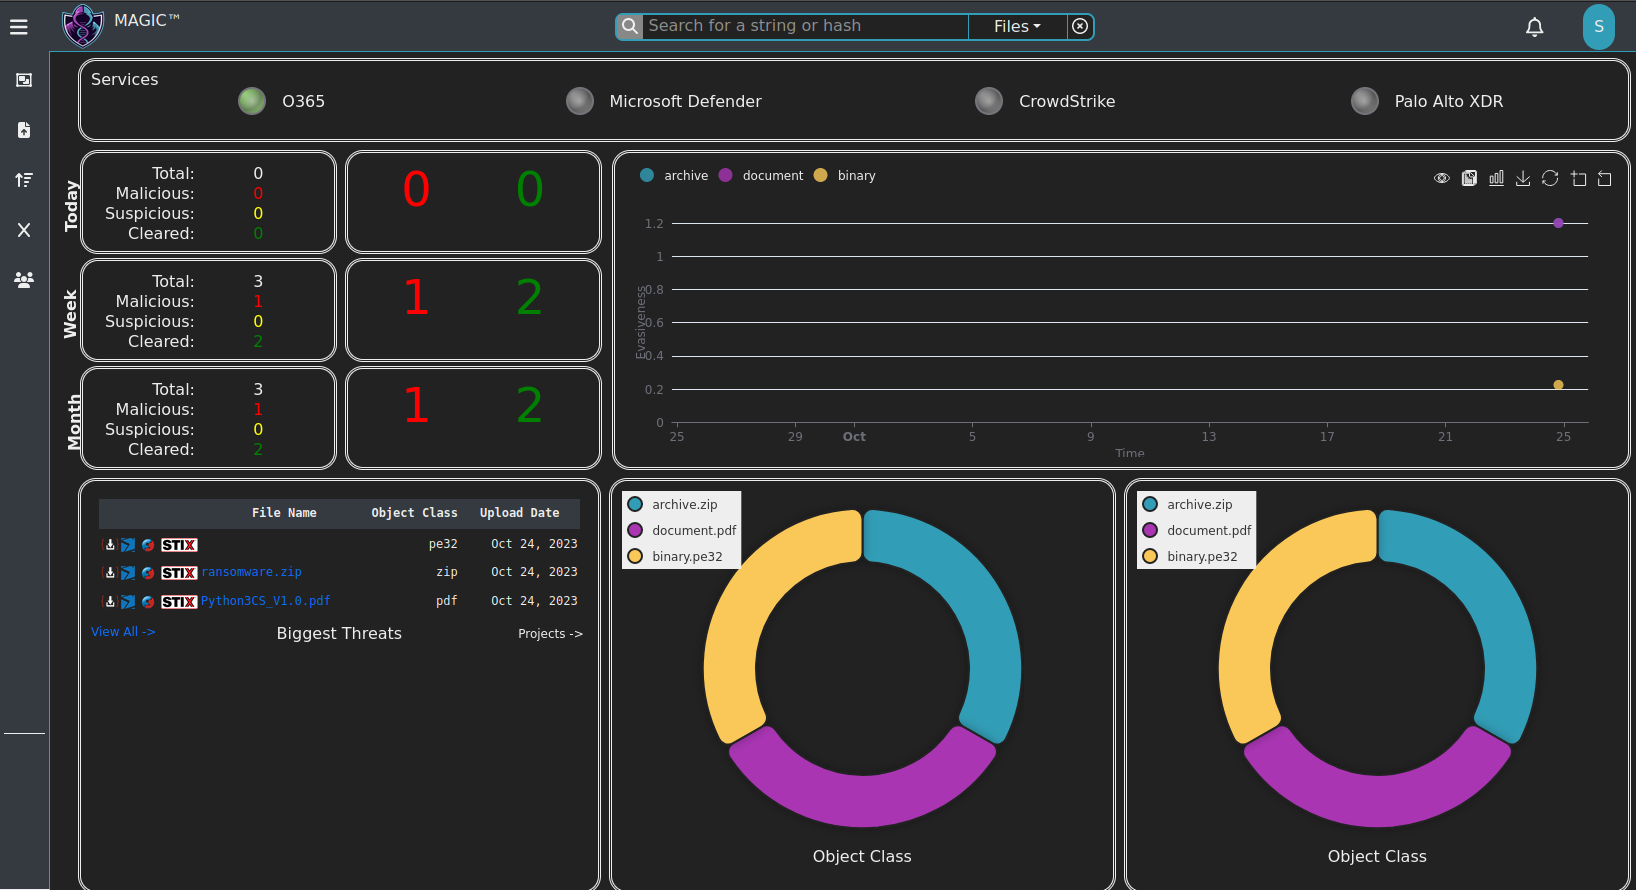 MAGIC™
Search for a string or hash
Files
S
Services
O365
Microsoft Defender
CrowdStrike
Palo Alto XDR
Today
Total: 0
Malicious: 0
Suspicious: 0
Cleared: 0
0 0
Week
Total: 3
Malicious: 1
Suspicious: 0
Cleared: 2
1 2
Month
Total: 3
Malicious: 1
Suspicious: 0
Cleared: 2
1 2
archive document binary
Evasiveness
1.2
1
0.8
0.6
0.4
0.2
0
25 29 Oct 5 9 13 17 21 25
Time
File Name Object Class Upload Date
STIX pe32 Oct 24, 2023
STIX ransomware.zip zip Oct 24, 2023
STIX Python3CS_V1.0.pdf pdf Oct 24, 2023
View All -> Biggest Threats Projects ->
archive.zip
document.pdf
binary.pe32
Object Class
archive.zip
document.pdf
binary.pe32
Object Class